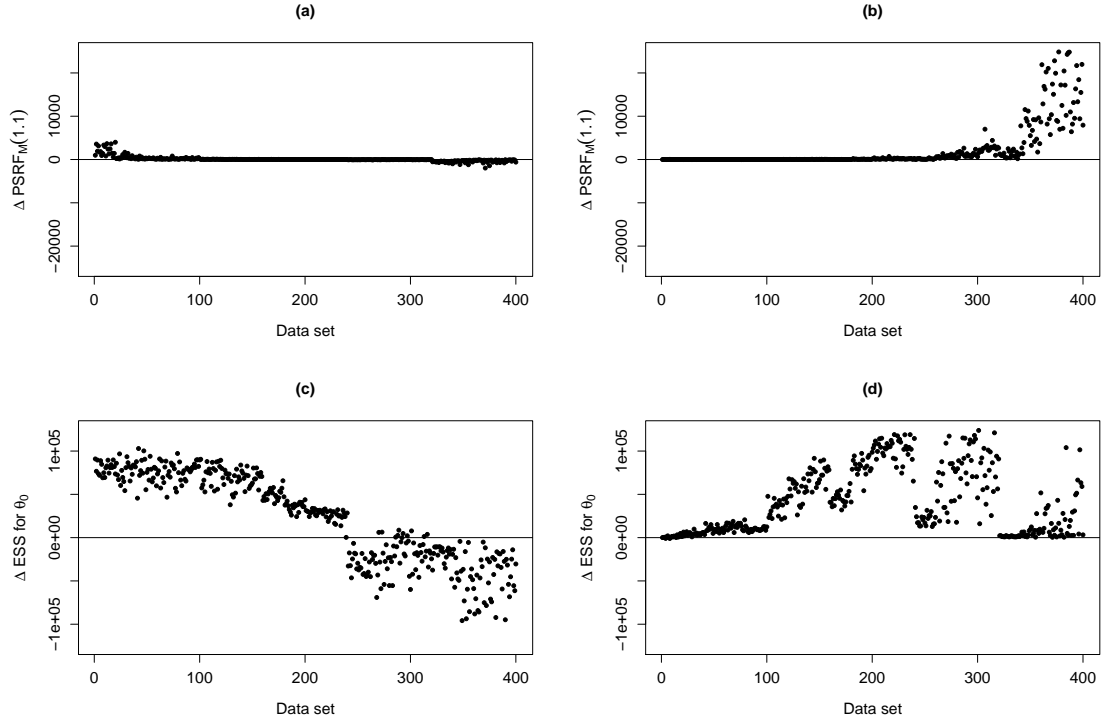 (a)
Δ PSRF_M(1.1)
10000
0
−20000
0
100
200
300
400
Data set
(b)
Δ PSRF_M(1.1)
10000
0
−20000
0
100
200
300
400
Data set
(c)
Δ ESS for θ₀
1e+05
0e+00
−1e+05
0
100
200
300
400
Data set
(d)
Δ ESS for θ₀
1e+05
0e+00
−1e+05
0
100
200
300
400
Data set